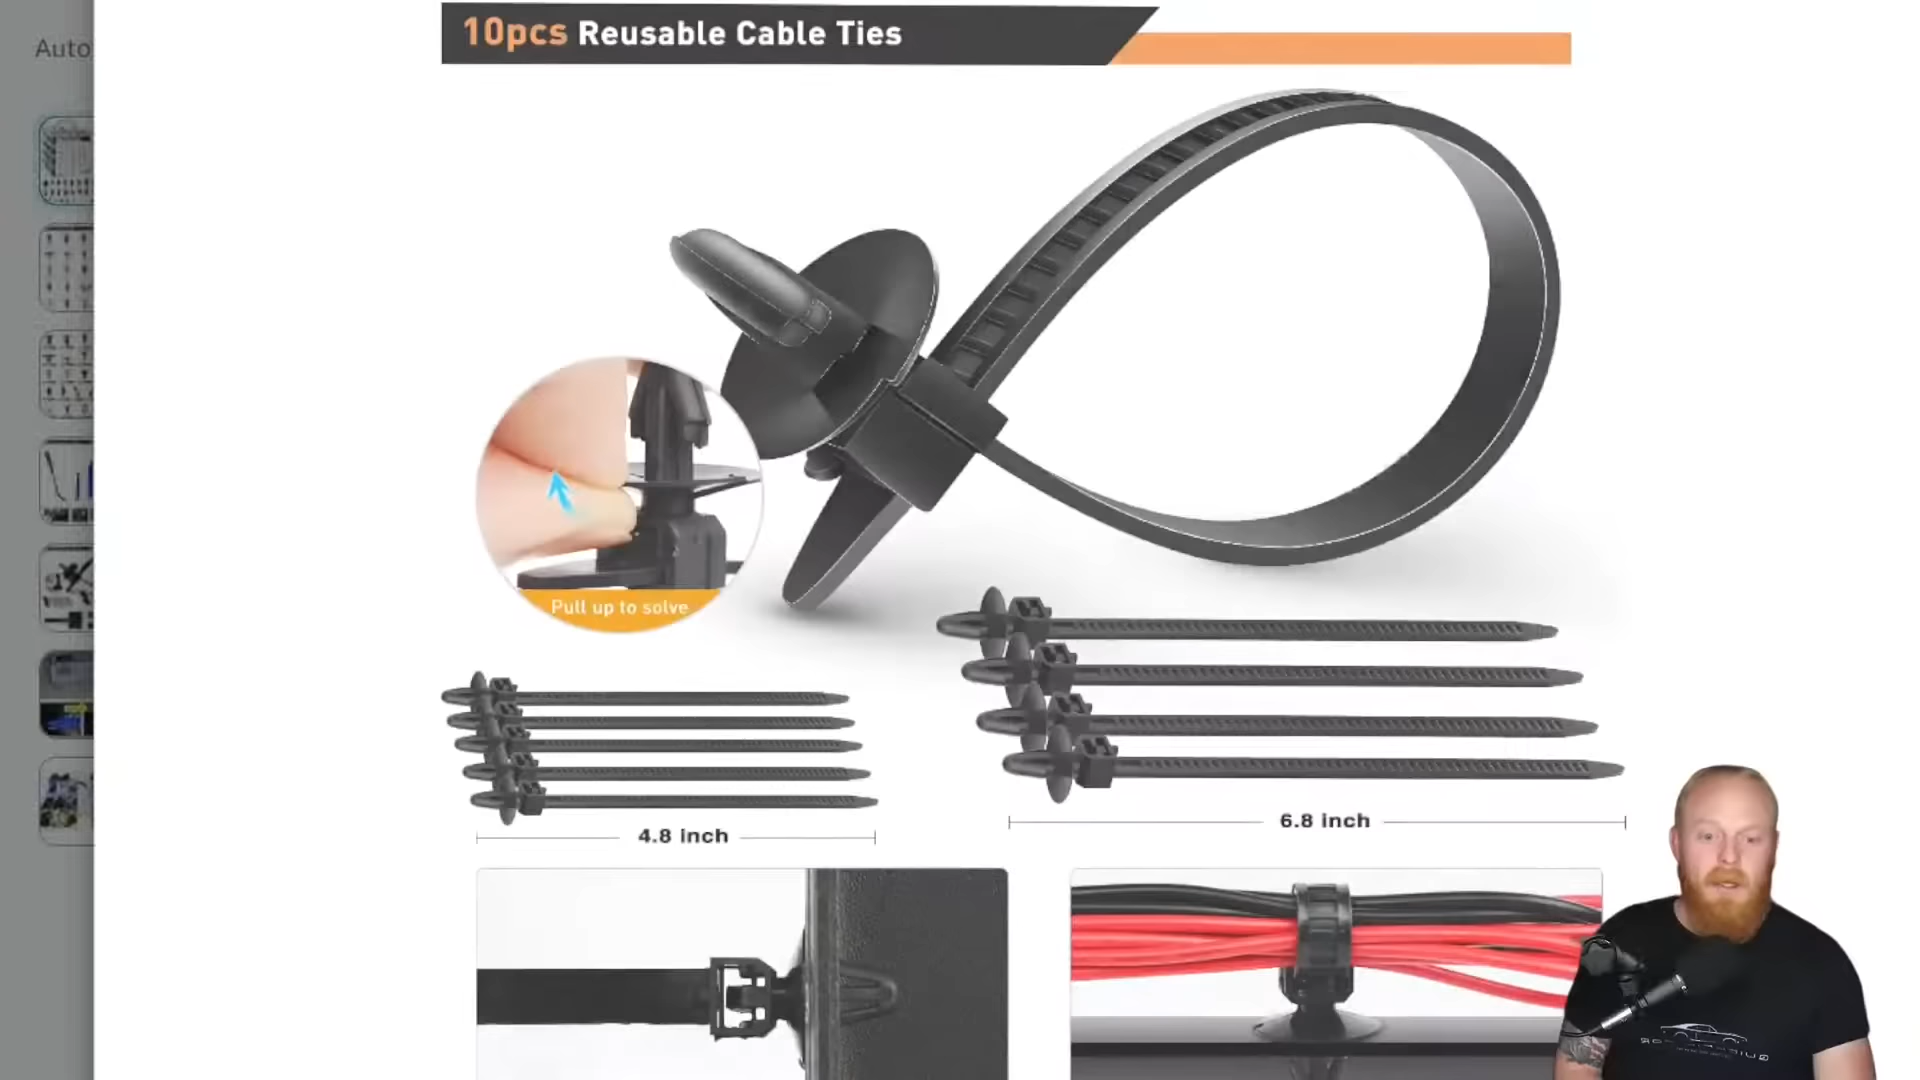 Auto
10pcs Reusable Cable Ties
Pull up to solve
4.8 inch
6.8 inch